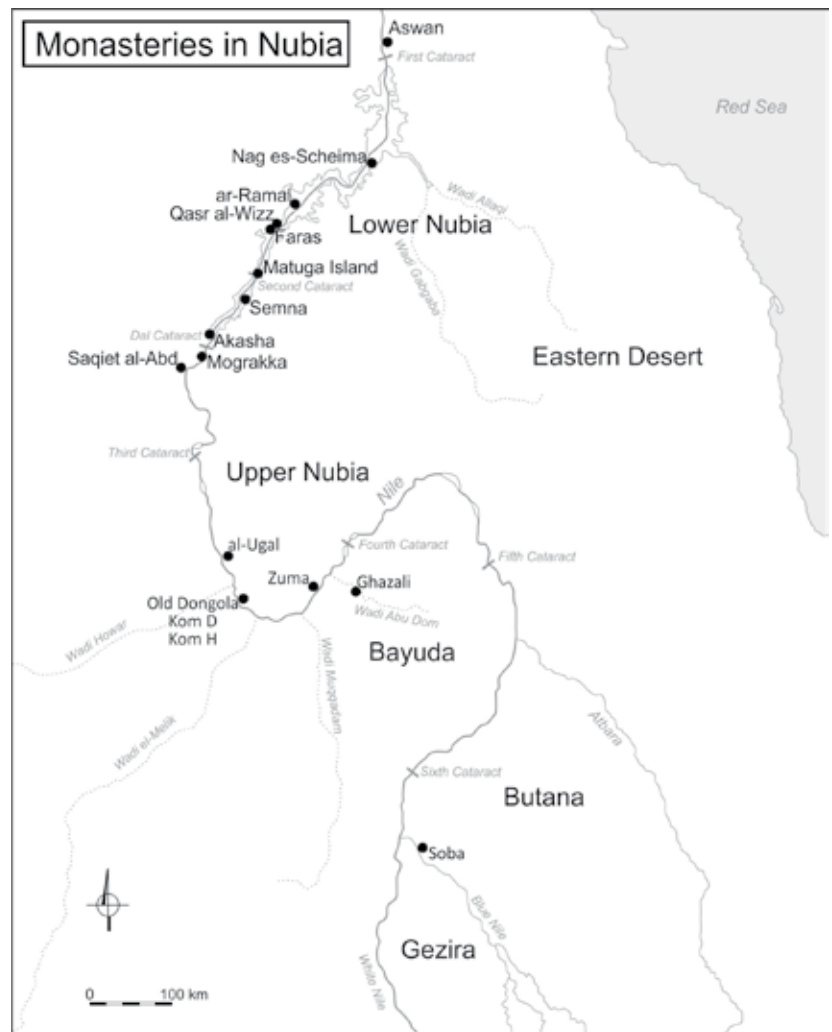 Monasteries in Nubia
Aswan
First Cataract
Red Sea
Nag es-Scheima
Wadi Allaqi
ar-Ramal
Qasr al-Wizz
Faras
Lower Nubia
Wadi Gabgaba
Matuga Island
Second Cataract
Semna
Dal Cataract
Akasha
Saqiet al-Abd
Mograkka
Eastern Desert
Third Cataract
Upper Nubia
Nile
al-Ugal
Fourth Cataract
Fifth Cataract
Zuma
Ghazali
Old Dongola
Kom D
Kom H
Wadi Abu Dom
Wadi Howar
Bayuda
Wadi Muqqadam
Wadi el-Melik
Atbara
Sixth Cataract
Butana
Soba
Blue Nile
Gezira
White Nile
0 100 km